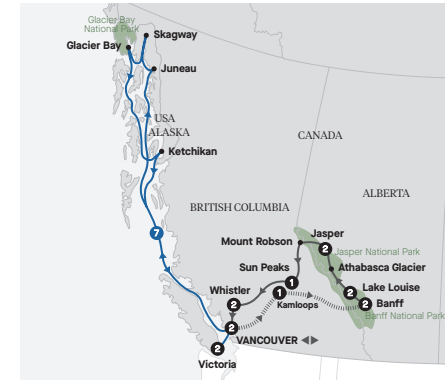 Glacier Bay
National Park
Glacier Bay
Skagway
Juneau
USA
ALASKA
Ketchikan
CANADA
ALBERTA
BRITISH COLUMBIA
7
Mount Robson
Jasper
2
Jasper National Park
Athabasca Glacier
Sun Peaks
1
1
Kamloops
Lake Louise
2
Whistler
2
2
Banff
Banff National Park
2
VANCOUVER
2
Victoria